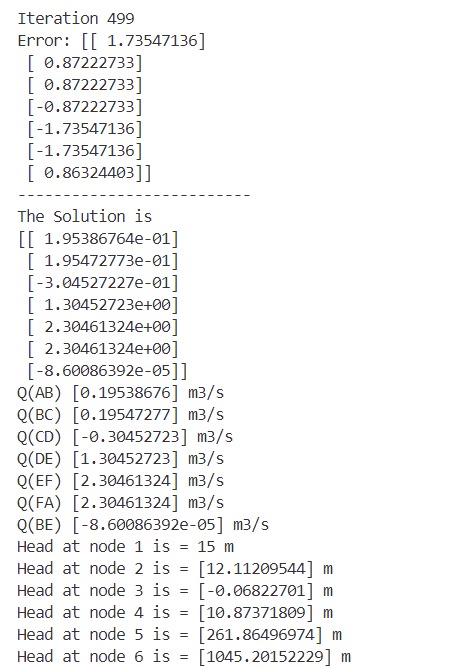 Iteration 499
Error: [[ 1.73547136]
[ 0.87222733]
[ 0.87222733]
[-0.87222733]
[-1.73547136]
[-1.73547136]
[ 0.86324403]]
--------------------------
The Solution is
[[ 1.95386764e-01]
[ 1.95472773e-01]
[-3.04527227e-01]
[ 1.30452723e+00]
[ 2.30461324e+00]
[ 2.30461324e+00]
[-8.60086392e-05]]
Q(AB) [0.19538676] m3/s
Q(BC) [0.19547277] m3/s
Q(CD) [-0.30452723] m3/s
Q(DE) [1.30452723] m3/s
Q(EF) [2.30461324] m3/s
Q(FA) [2.30461324] m3/s
Q(BE) [-8.60086392e-05] m3/s
Head at node 1 is = 15 m
Head at node 2 is = [12.11209544] m
Head at node 3 is = [-0.06822701] m
Head at node 4 is = [10.87371809] m
Head at node 5 is = [261.86496974] m
Head at node 6 is = [1045.20152229] m